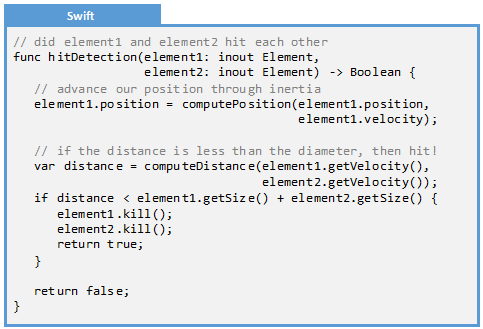 Swift
// did element1 and element2 hit each other
func hitDetection(element1: inout Element,
                  element2: inout Element) -> Boolean {
   // advance our position through inertia
   element1.position = computePosition(element1.position,
                                       element1.velocity);

   // if the distance is less than the diameter, then hit!
   var distance = computeDistance(element1.getVelocity(),
                                  element2.getVelocity());
   if distance < element1.getSize() + element2.getSize() {
      element1.kill();
      element2.kill();
      return true;
   }

   return false;
}